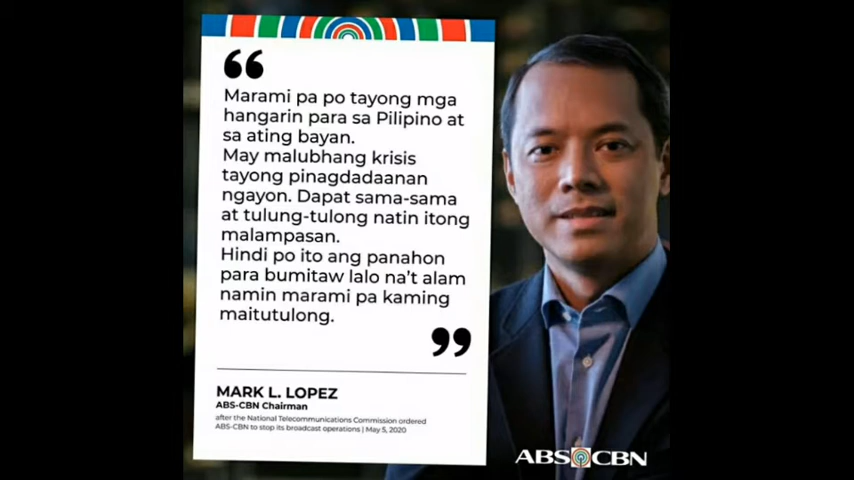 Marami pa po tayong mga
hangarin para sa Pilipino at
sa ating bayan.
May malubhang krisis
tayong pinagdadaanan
ngayon. Dapat sama-sama
at tulung-tulong natin itong
malampasan.
Hindi po ito ang panahon
para bumitaw lalo na't alam
namin marami pa kaming
maitutulong.
MARK L. LOPEZ
ABS-CBN Chairman
after the National Telecommunications Commission ordered
ABS-CBN to stop its broadcast operations | May 5, 2020
ABS CBN